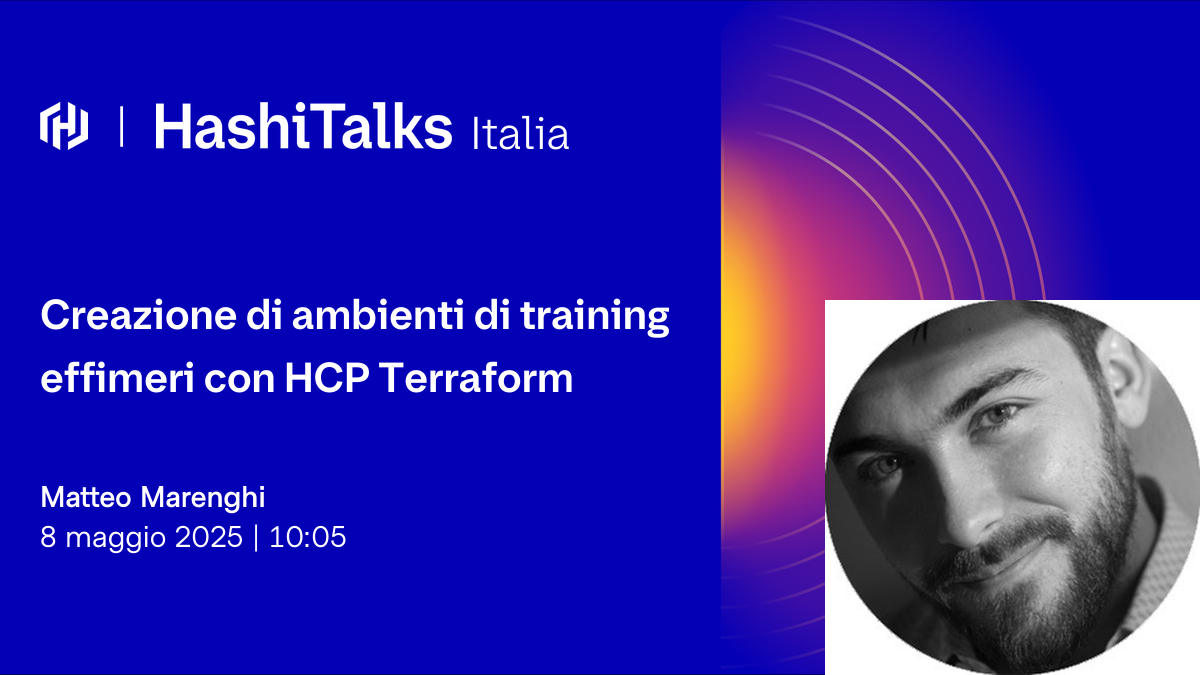 HashiTalks Italia
Creazione di ambienti di training
effimeri con HCP Terraform
Matteo Marenghi
8 maggio 2025 | 10:05